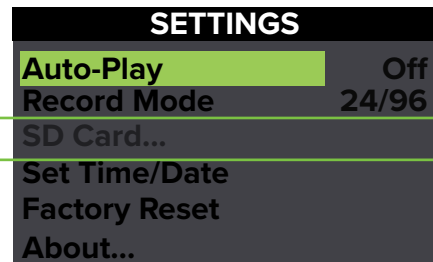 SETTINGS
Auto-Play Off
Record Mode 24/96
SD Card...
Set Time/Date
Factory Reset
About...